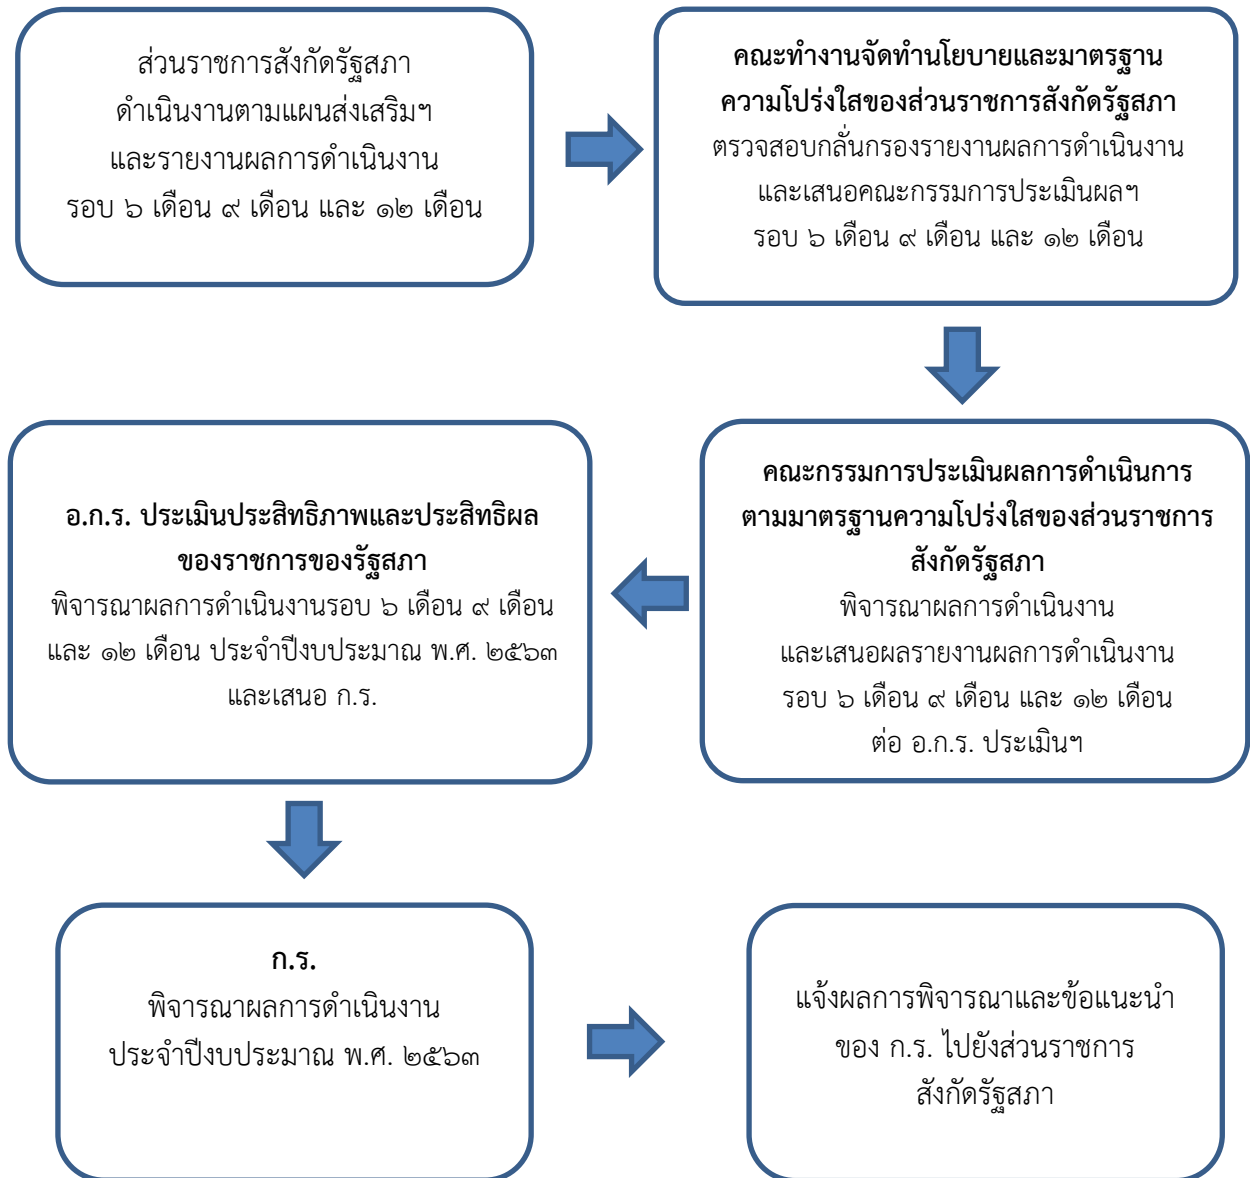 ส่วนราชการสังกัดรัฐสภา
ดำเนินงานตามแผนส่งเสริมฯ
และรายงานผลการดำเนินงาน
รอบ ๖ เดือน ๙ เดือน และ ๑๒ เดือน
คณะทำงานจัดทำนโยบายและมาตรฐาน
ความโปร่งใสของส่วนราชการสังกัดรัฐสภา
ตรวจสอบกลั่นกรองรายงานผลการดำเนินงาน
และเสนอคณะกรรมการประเมินผลฯ
รอบ ๖ เดือน ๙ เดือน และ ๑๒ เดือน
คณะกรรมการประเมินผลการดำเนินการ
ตามมาตรฐานความโปร่งใสของส่วนราชการ
สังกัดรัฐสภา
พิจารณาผลการดำเนินงาน
และเสนอผลรายงานผลการดำเนินงาน
รอบ ๖ เดือน ๙ เดือน และ ๑๒ เดือน
ต่อ อ.ก.ร. ประเมินฯ
อ.ก.ร. ประเมินประสิทธิภาพและประสิทธิผล
ของราชการของรัฐสภา
พิจารณาผลการดำเนินงานรอบ ๖ เดือน ๙ เดือน
และ ๑๒ เดือน ประจำปีงบประมาณ พ.ศ. ๒๕๖๓
และเสนอ ก.ร.
ก.ร.
พิจารณาผลการดำเนินงาน
ประจำปีงบประมาณ พ.ศ. ๒๕๖๓
แจ้งผลการพิจารณาและข้อแนะนำ
ของ ก.ร. ไปยังส่วนราชการ
สังกัดรัฐสภา